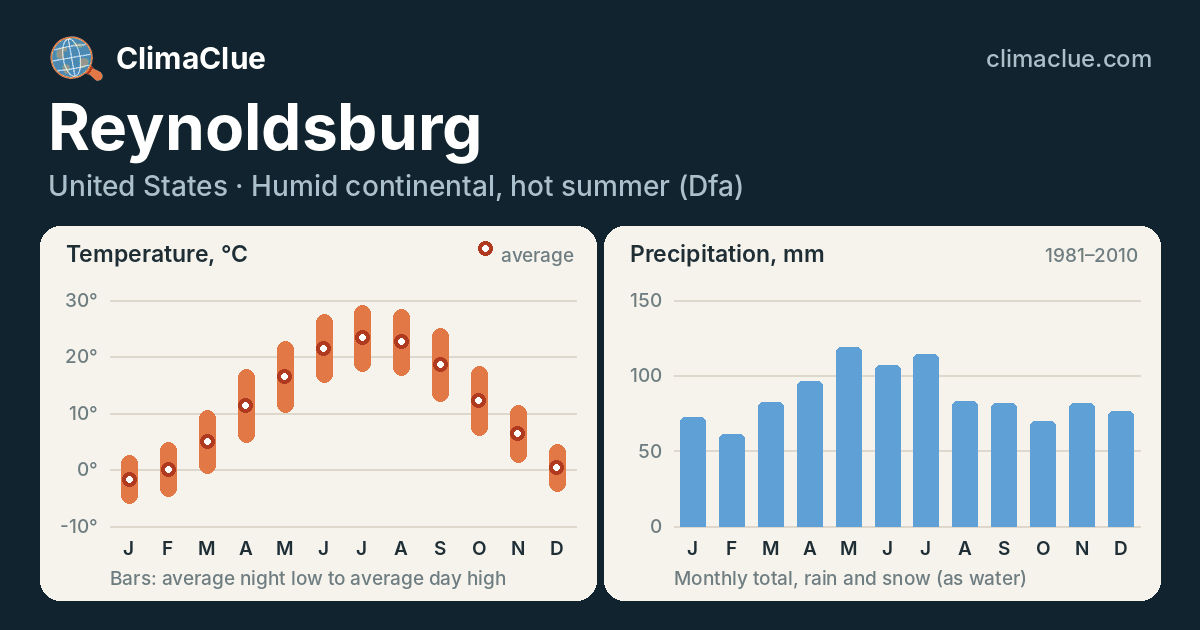 ClimaClue
climaclue.com
Reynoldsburg
United States · Humid continental, hot summer (Dfa)
Temperature, °C
average
30°
20°
10°
0°
-10°
J F M A M J J A S O N D
Bars: average night low to average day high
Precipitation, mm
1981–2010
150
100
50
0
J F M A M J J A S O N D
Monthly total, rain and snow (as water)